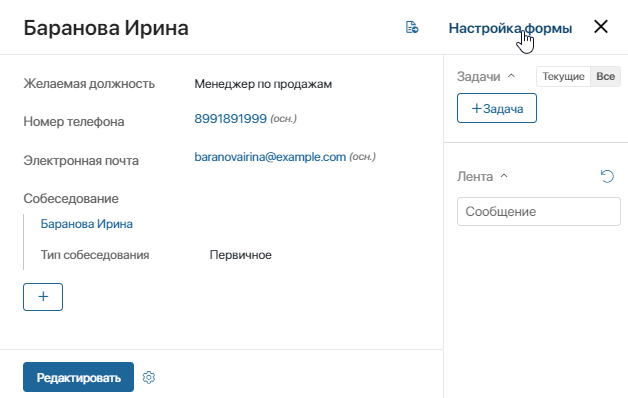 Баранова Ирина
Настройка формы
Желаемая должность Менеджер по продажам
Номер телефона 8991891999 (осн.)
Электронная почта baranovairina@example.com (осн.)
Собеседование
Баранова Ирина
Тип собеседования Первичное
+
Редактировать
Задачи Текущие Все
+Задача
Лента
Сообщение